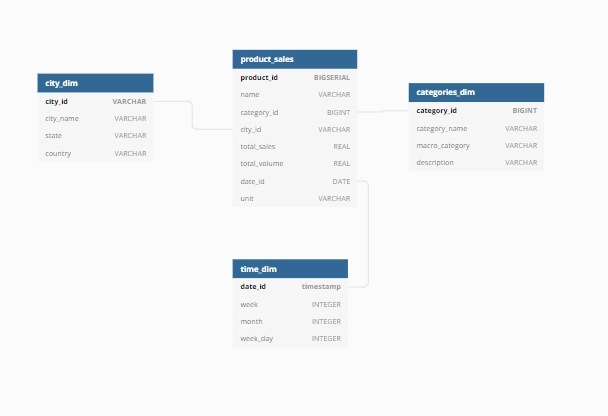 city_dim
city_id VARCHAR
city_name VARCHAR
state VARCHAR
country VARCHAR
product_sales
product_id BIGSERIAL
name VARCHAR
category_id BIGINT
city_id VARCHAR
total_sales REAL
total_volume REAL
date_id DATE
unit VARCHAR
categories_dim
category_id BIGINT
category_name VARCHAR
macro_category VARCHAR
description VARCHAR
time_dim
date_id timestamp
week INTEGER
month INTEGER
week_day INTEGER